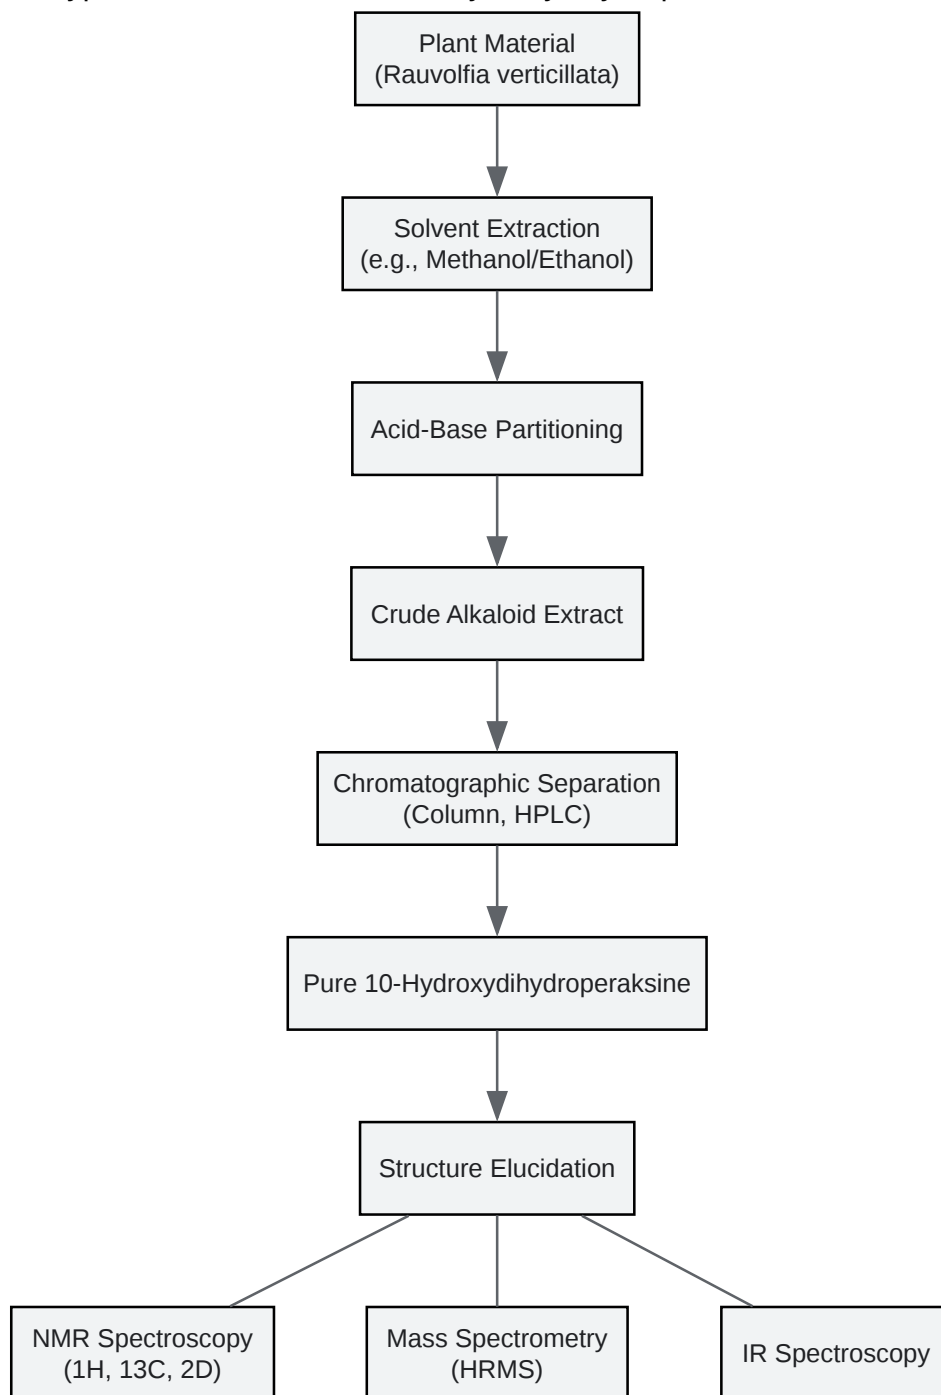 Plant Material
(Rauvolfia verticillata)
Solvent Extraction
(e.g., Methanol/Ethanol)
Acid-Base Partitioning
Crude Alkaloid Extract
Chromatographic Separation
(Column, HPLC)
Pure 10-Hydroxydihydroperaksine
Structure Elucidation
NMR Spectroscopy
(1H, 13C, 2D)
Mass Spectrometry
(HRMS)
IR Spectroscopy